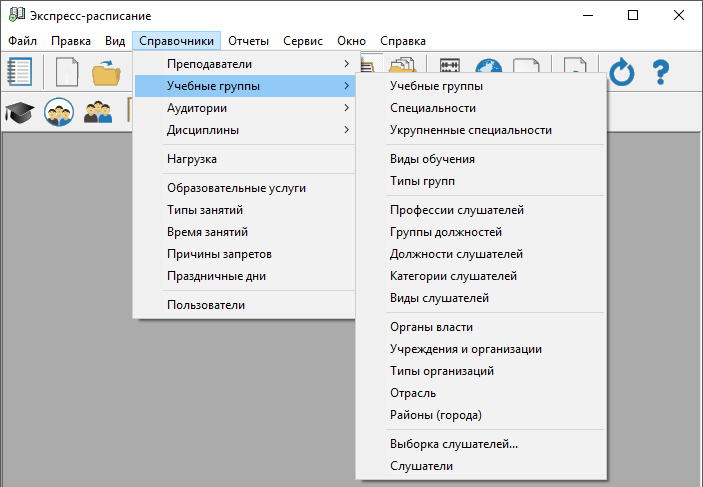 Экспресс-расписание
Файл Правка Вид Справочники Отчеты Сервис Окно Справка
Преподаватели
Учебные группы
Аудитории
Дисциплины
Нагрузка
Образовательные услуги
Типы занятий
Время занятий
Причины запретов
Праздничные дни
Пользователи
Учебные группы
Специальности
Укрупненные специальности
Виды обучения
Типы групп
Профессии слушателей
Группы должностей
Должности слушателей
Категории слушателей
Виды слушателей
Органы власти
Учреждения и организации
Типы организаций
Отрасль
Районы (города)
Выборка слушателей...
Слушатели